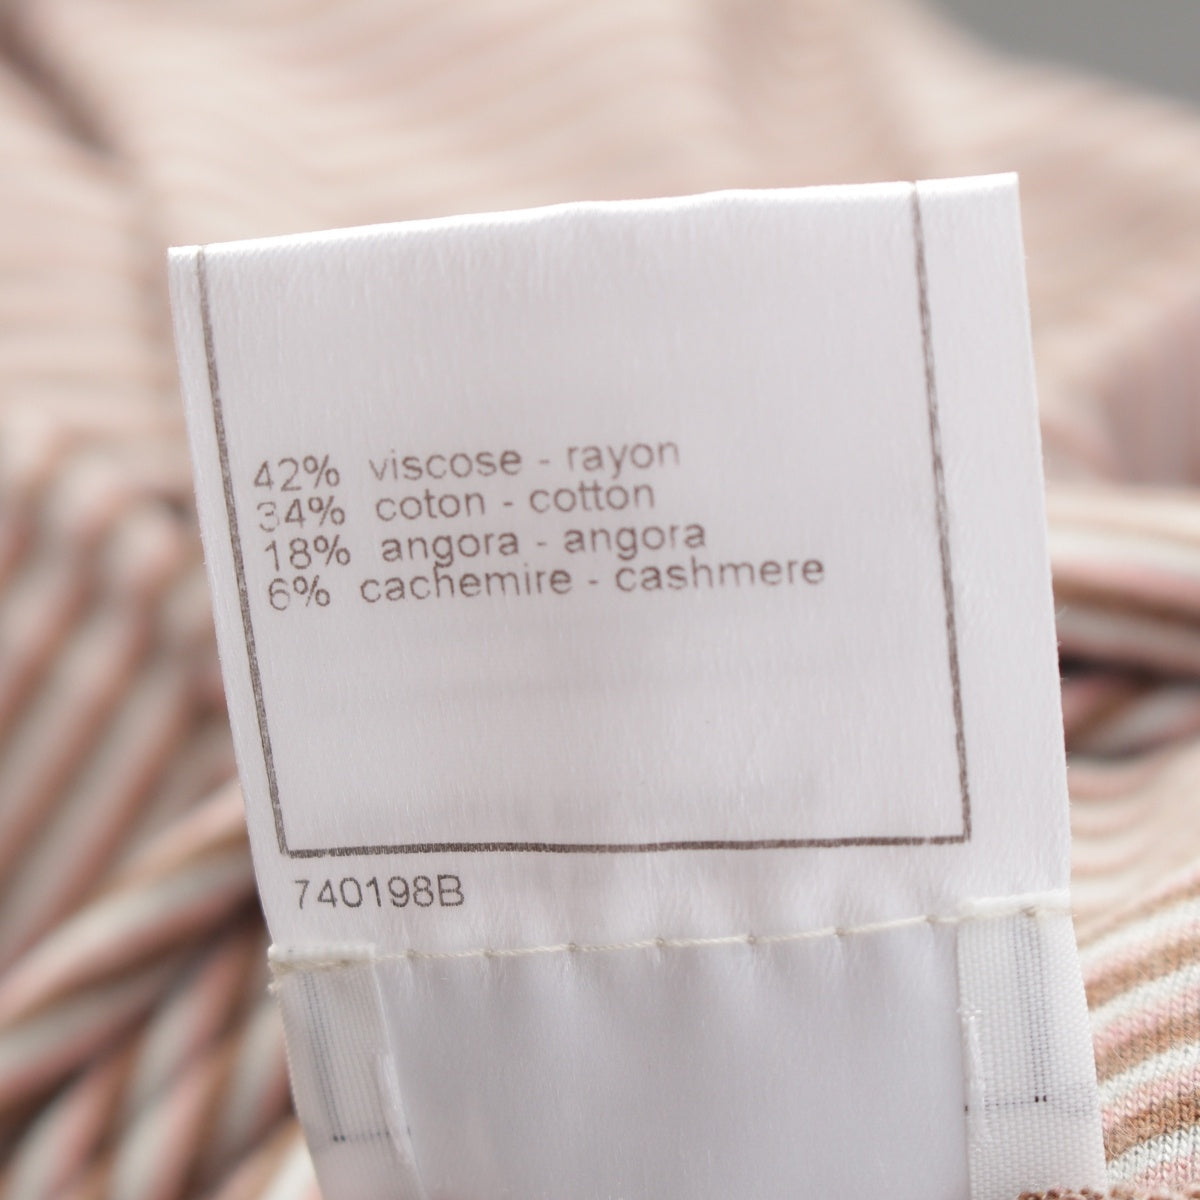 42% viscose - rayon
34% coton - cotton
18% angora - angora
6% cachemire - cashmere
740198B